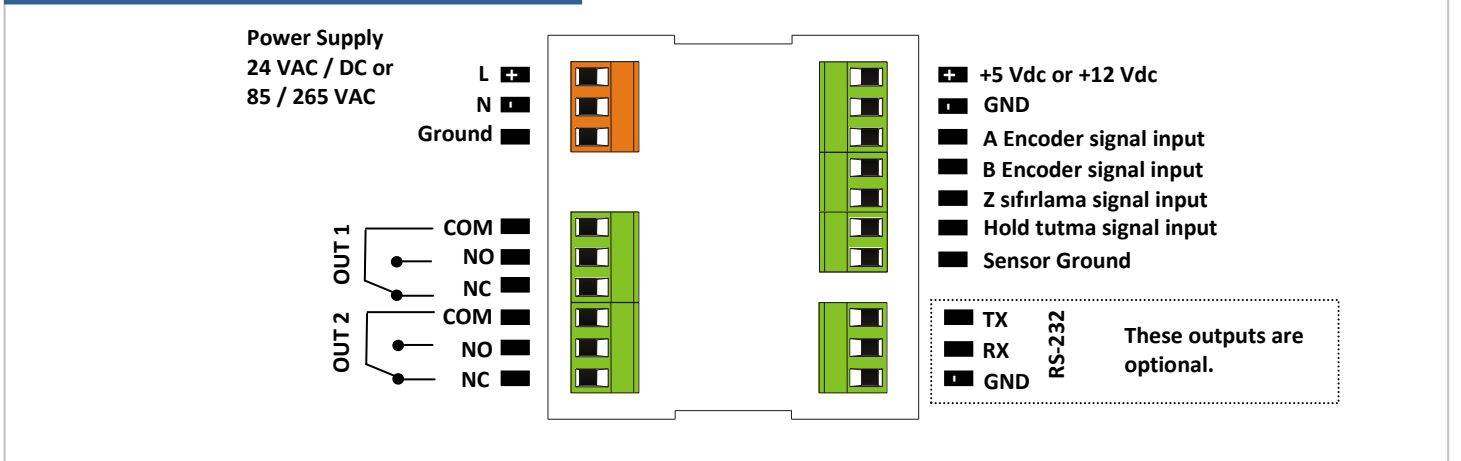 Power Supply
24 VAC / DC or
85 / 265 VAC
L +
N -
Ground
OUT 1
COM
NO
NC
OUT 2
COM
NO
NC
+ +5 Vdc or +12 Vdc
- GND
A Encoder signal input
B Encoder signal input
Z sıfırlama signal input
Hold tutma signal input
Sensor Ground
TX
RX
- GND
RS-232
These outputs are
optional.